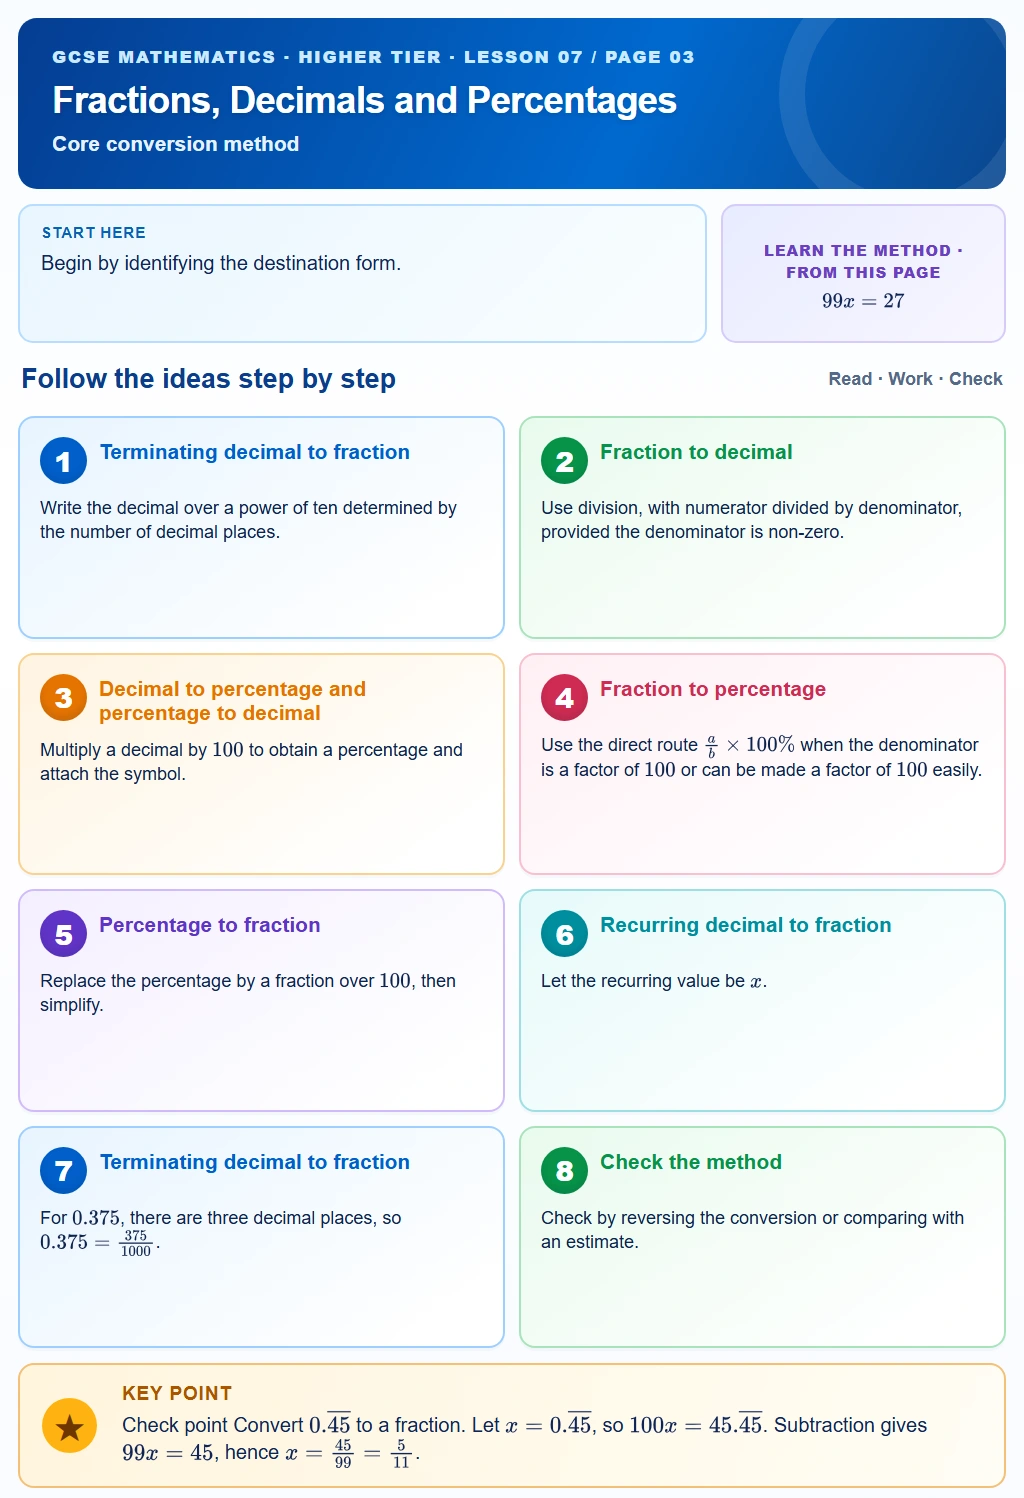 GCSE MATHEMATICS · HIGHER TIER · LESSON 07 / PAGE 03
Fractions, Decimals and Percentages
Core conversion method
START HERE
Begin by identifying the destination form.
LEARN THE METHOD ·
FROM THIS PAGE
99x = 27
Follow the ideas step by step
Read · Work · Check
1 Terminating decimal to fraction
Write the decimal over a power of ten determined by
the number of decimal places.
2 Fraction to decimal
Use division, with numerator divided by denominator,
provided the denominator is non-zero.
3 Decimal to percentage and
percentage to decimal
Multiply a decimal by 100 to obtain a percentage and
attach the symbol.
4 Fraction to percentage
Use the direct route a/b × 100% when the denominator
is a factor of 100 or can be made a factor of 100 easily.
5 Percentage to fraction
Replace the percentage by a fraction over 100, then
simplify.
6 Recurring decimal to fraction
Let the recurring value be x.
7 Terminating decimal to fraction
For 0.375, there are three decimal places, so
0.375 = 375/1000.
8 Check the method
Check by reversing the conversion or comparing with
an estimate.
KEY POINT
Check point Convert 0.4̅5̅ to a fraction. Let x = 0.4̅5̅, so 100x = 45.4̅5̅. Subtraction gives
99x = 45, hence x = 45/99 = 5/11.